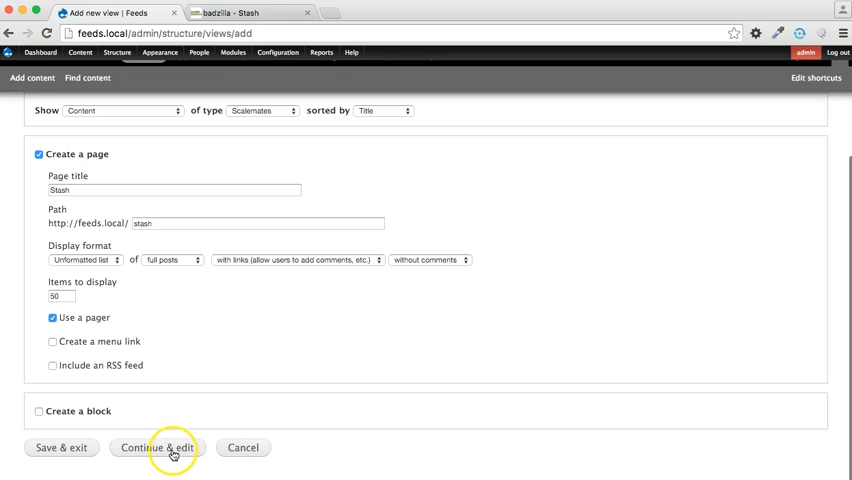 Add new view | Feeds
badzilla - Stash
feeds.local/admin/structure/views/add
Dashboard Content Structure Appearance People Modules Configuration Reports Help admin Log out
Add content Find content Edit shortcuts
Show Content of type Scalemates sorted by Title
Create a page
Page title
Stash
Path
http://feeds.local/ stash
Display format
Unformatted list of full posts with links (allow users to add comments, etc.) without comments
Items to display
50
Use a pager
Create a menu link
Include an RSS feed
Create a block
Save & exit Continue & edit Cancel